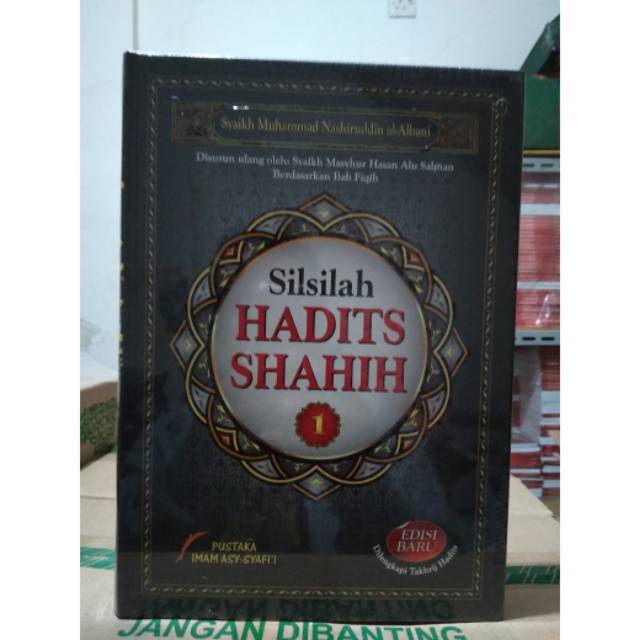 Syaikh Muhammad Nashiruddin al-Albani
Disusun ulang oleh: Syaikh Masyhur Hasan Alu Salman
Berdasarkan Bab Fiqih
Silsilah
HADITS
SHAHIH
1
PUSTAKA
IMAM ASY-SYAFI'I
EDISI
BARU
Dilengkapi Takhrij Hadits
JANGAN DIBANTING